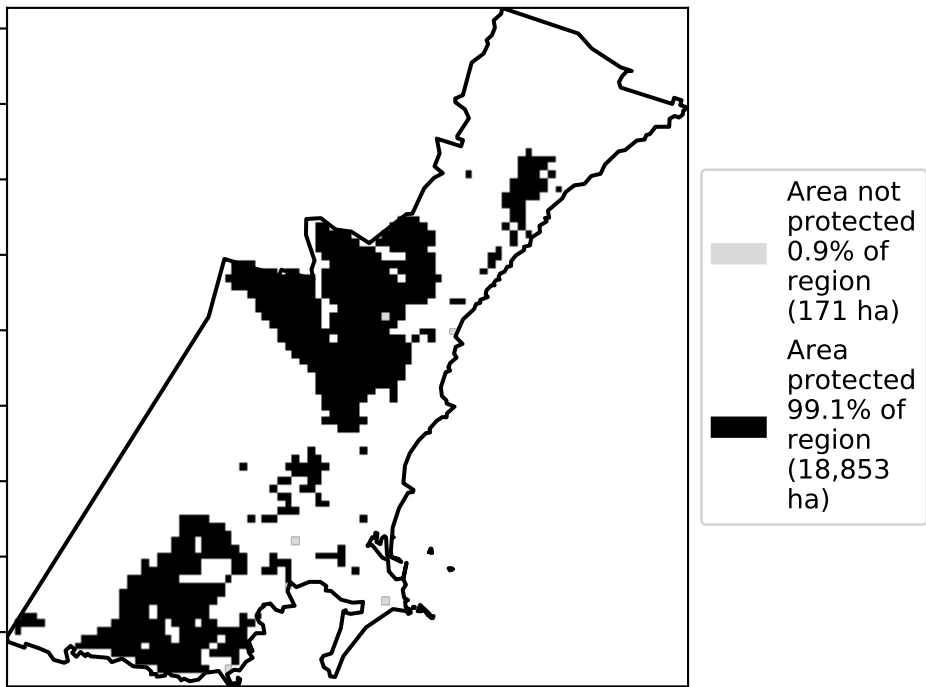 Area not
protected
0.9% of
region
(171 ha)
Area
protected
99.1% of
region
(18,853
ha)